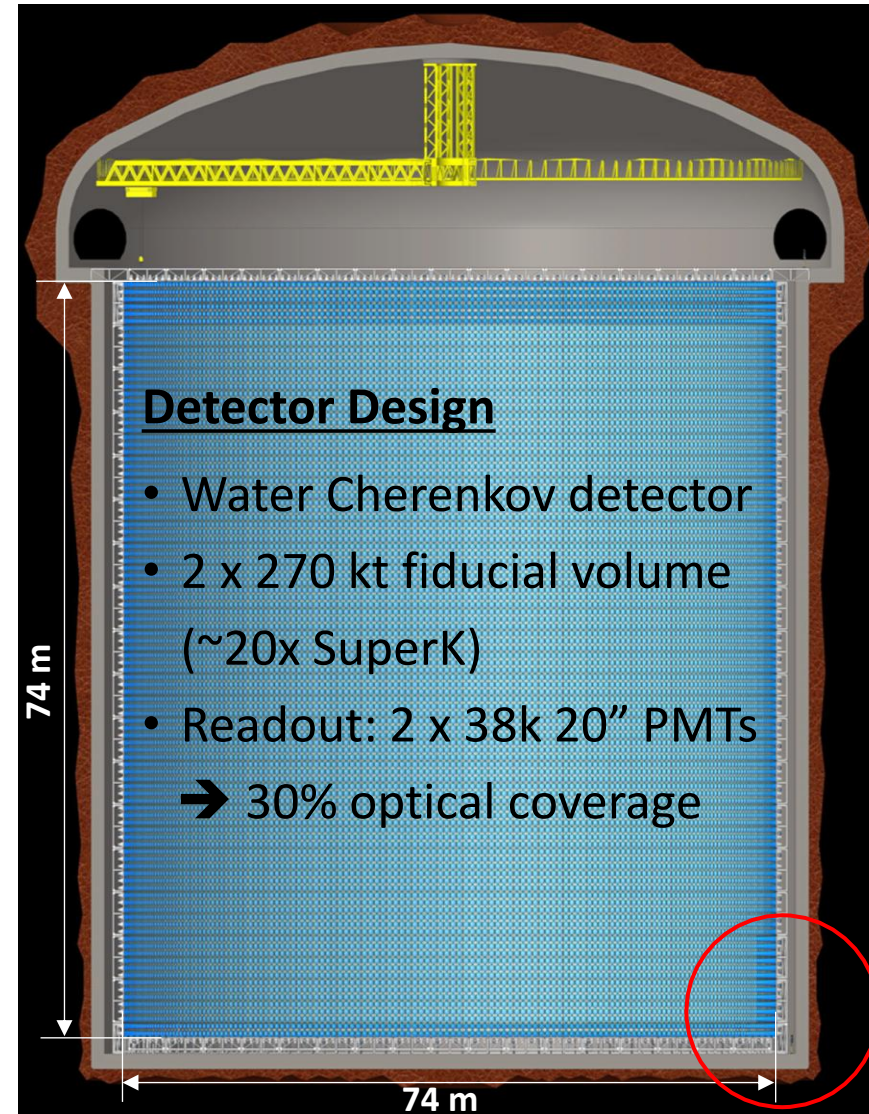 Detector Design
• Water Cherenkov detector
• 2 x 270 kt fiducial volume
(~20x SuperK)
• Readout: 2 x 38k 20” PMTs
➔ 30% optical coverage
74 m
74 m